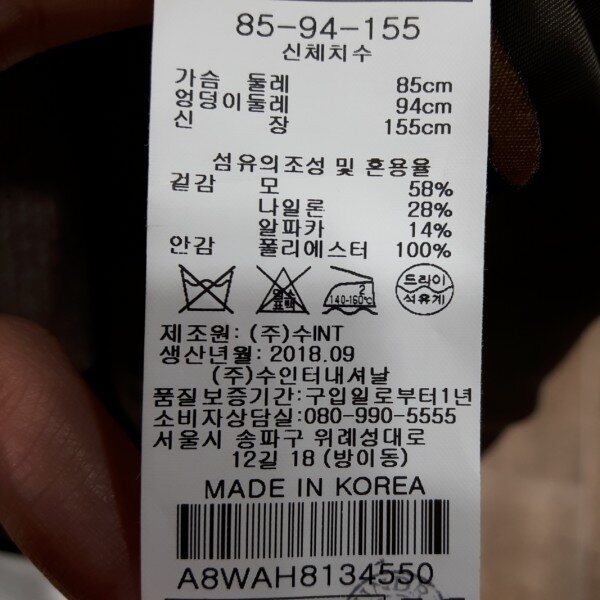 85-94-155
신체치수
가슴 둘레 85cm
엉덩이둘레 94cm
신 장 155cm
섬유의조성 및 혼용율
겉감 모 58%
나일론 28%
알파카 14%
안감 폴리에스터 100%
염소 표백 2 140-160℃ 드라이 석유계
제조원: (주)수INT
생산년월: 2018.09
(주)수인터내셔날
품질보증기간:구입일로부터1년
소비자상담실:080-990-5555
서울시 송파구 위례성대로
12길 18 (방이동)
MADE IN KOREA
A8WAH8134550